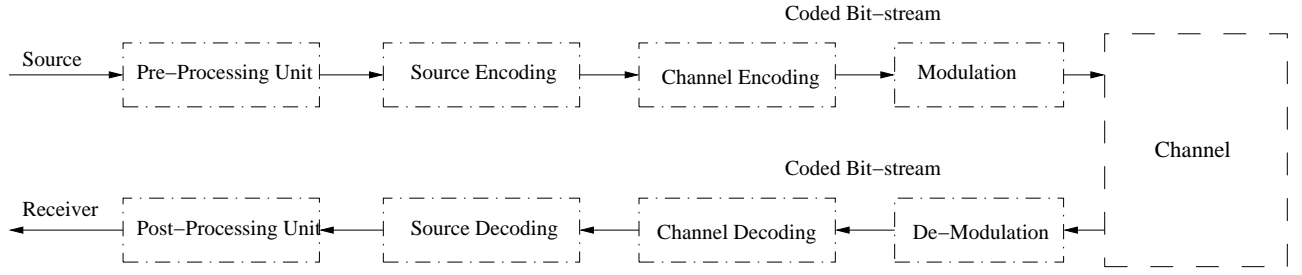 Coded Bit−stream
Source
Pre−Processing Unit
Source Encoding
Channel Encoding
Modulation
Channel
Coded Bit−stream
Receiver
Post−Processing Unit
Source Decoding
Channel Decoding
De−Modulation